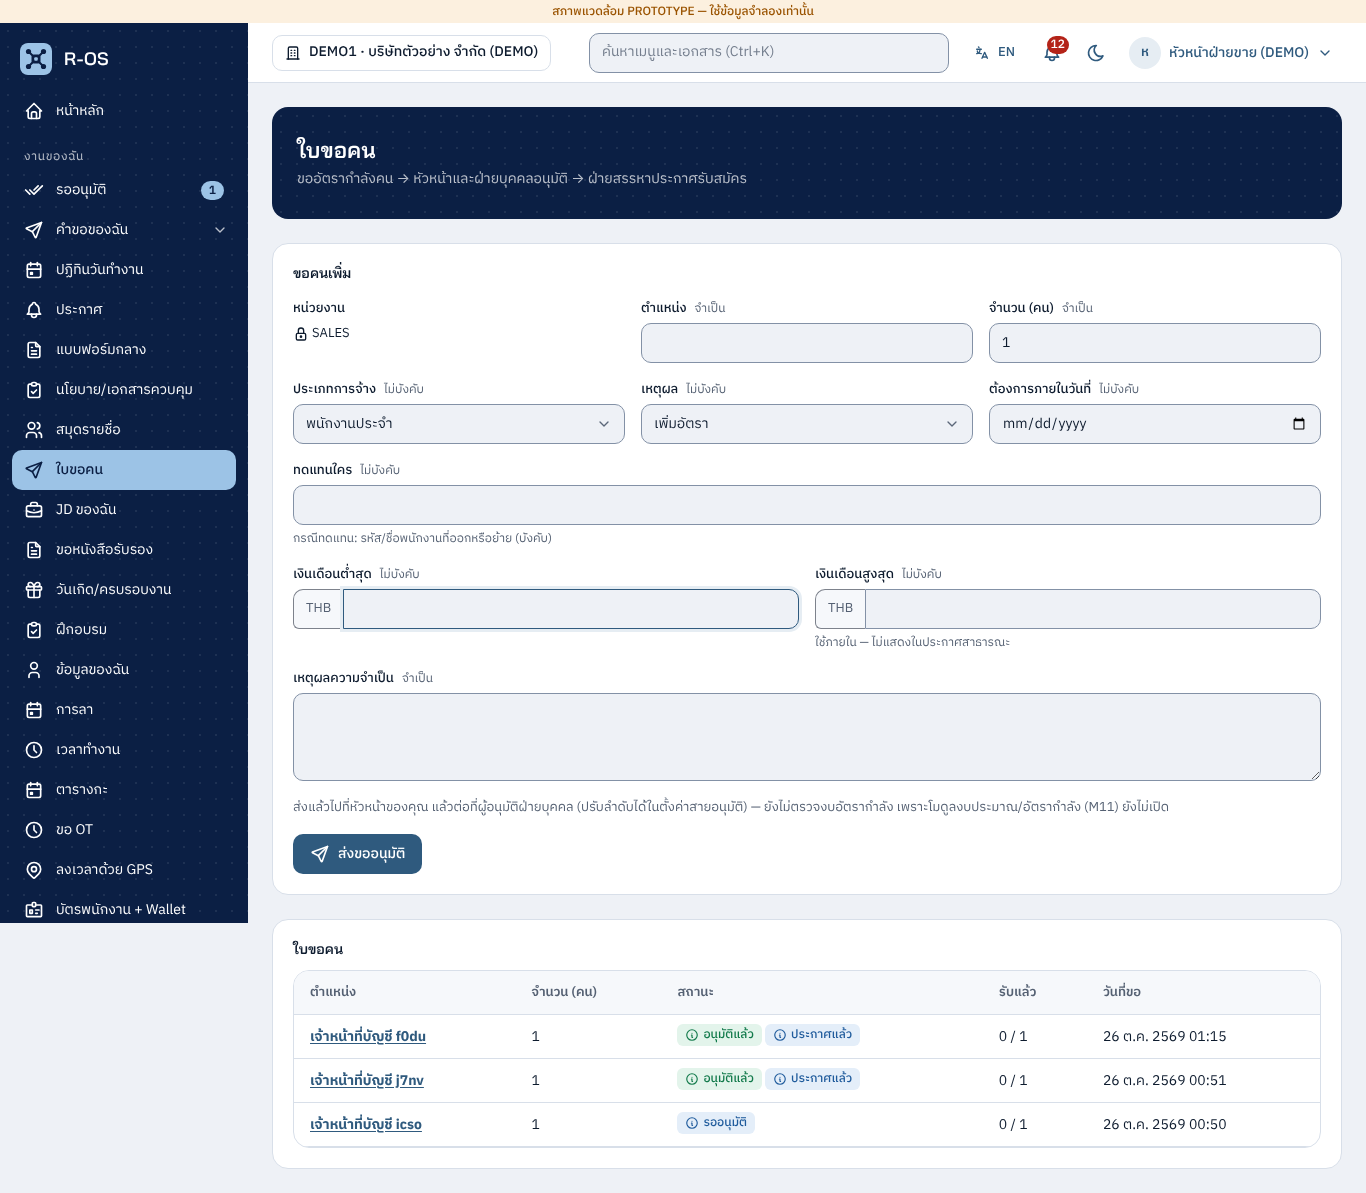 สภาพแวดล้อม PROTOTYPE — ใช้ข้อมูลจำลองเท่านั้น
R-OS
DEMO1 · บริษัทตัวอย่าง จำกัด (DEMO)
ค้นหาเมนูและเอกสาร (Ctrl+K)
EN
12
ห
หัวหน้าฝ่ายขาย (DEMO)
หน้าหลัก
งานของฉัน
รออนุมัติ 1
คำขอของฉัน
ปฏิทินวันทำงาน
ประกาศ
แบบฟอร์มกลาง
นโยบาย/เอกสารควบคุม
สมุดรายชื่อ
ใบขอคน
JD ของฉัน
ขอหนังสือรับรอง
วันเกิด/ครบรอบงาน
ฝึกอบรม
ข้อมูลของฉัน
การลา
เวลาทำงาน
ตารางกะ
ขอ OT
ลงเวลาด้วย GPS
บัตรพนักงาน + Wallet
ใบขอคน
ขออัตรากำลังคน → หัวหน้าและฝ่ายบุคคลอนุมัติ → ฝ่ายสรรหาประกาศรับสมัคร
ขอคนเพิ่ม
หน่วยงาน
SALES
ตำแหน่ง จำเป็น
จำนวน (คน) จำเป็น
1
ประเภทการจ้าง ไม่บังคับ
พนักงานประจำ
เหตุผล ไม่บังคับ
เพิ่มอัตรา
ต้องการภายในวันที่ ไม่บังคับ
mm/dd/yyyy
ทดแทนใคร ไม่บังคับ
กรณีทดแทน: รหัส/ชื่อพนักงานที่ออกหรือย้าย (บังคับ)
เงินเดือนต่ำสุด ไม่บังคับ
THB
เงินเดือนสูงสุด ไม่บังคับ
THB
ใช้ภายใน — ไม่แสดงในประกาศสาธารณะ
เหตุผลความจำเป็น จำเป็น
ส่งแล้วไปที่หัวหน้าของคุณ แล้วต่อที่ผู้อนุมัติฝ่ายบุคคล (ปรับลำดับได้ในตั้งค่าสายอนุมัติ) — ยังไม่ตรวจงบอัตรากำลัง เพราะโมดูลงบประมาณ/อัตรากำลัง (M11) ยังไม่เปิด
ส่งขออนุมัติ
ใบขอคน
ตำแหน่ง จำนวน (คน) สถานะ รับแล้ว วันที่ขอ
เจ้าหน้าที่บัญชี f0du 1 อนุมัติแล้ว ประกาศแล้ว 0 / 1 26 ต.ค. 2569 01:15
เจ้าหน้าที่บัญชี j7nv 1 อนุมัติแล้ว ประกาศแล้ว 0 / 1 26 ต.ค. 2569 00:51
เจ้าหน้าที่บัญชี icso 1 รออนุมัติ 0 / 1 26 ต.ค. 2569 00:50